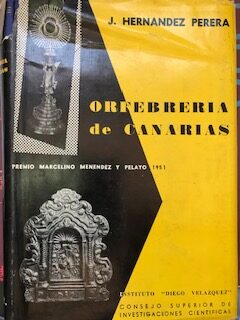 J. HERNANDEZ PERERA
ORFEBRERIA
de CANARIAS
PREMIO MARCELINO MENENDEZ Y PELAYO 1951
INSTITUTO "DIEGO VELAZQUEZ"
CONSEJO SUPERIOR DE
INVESTIGACIONES CIENTIFICAS